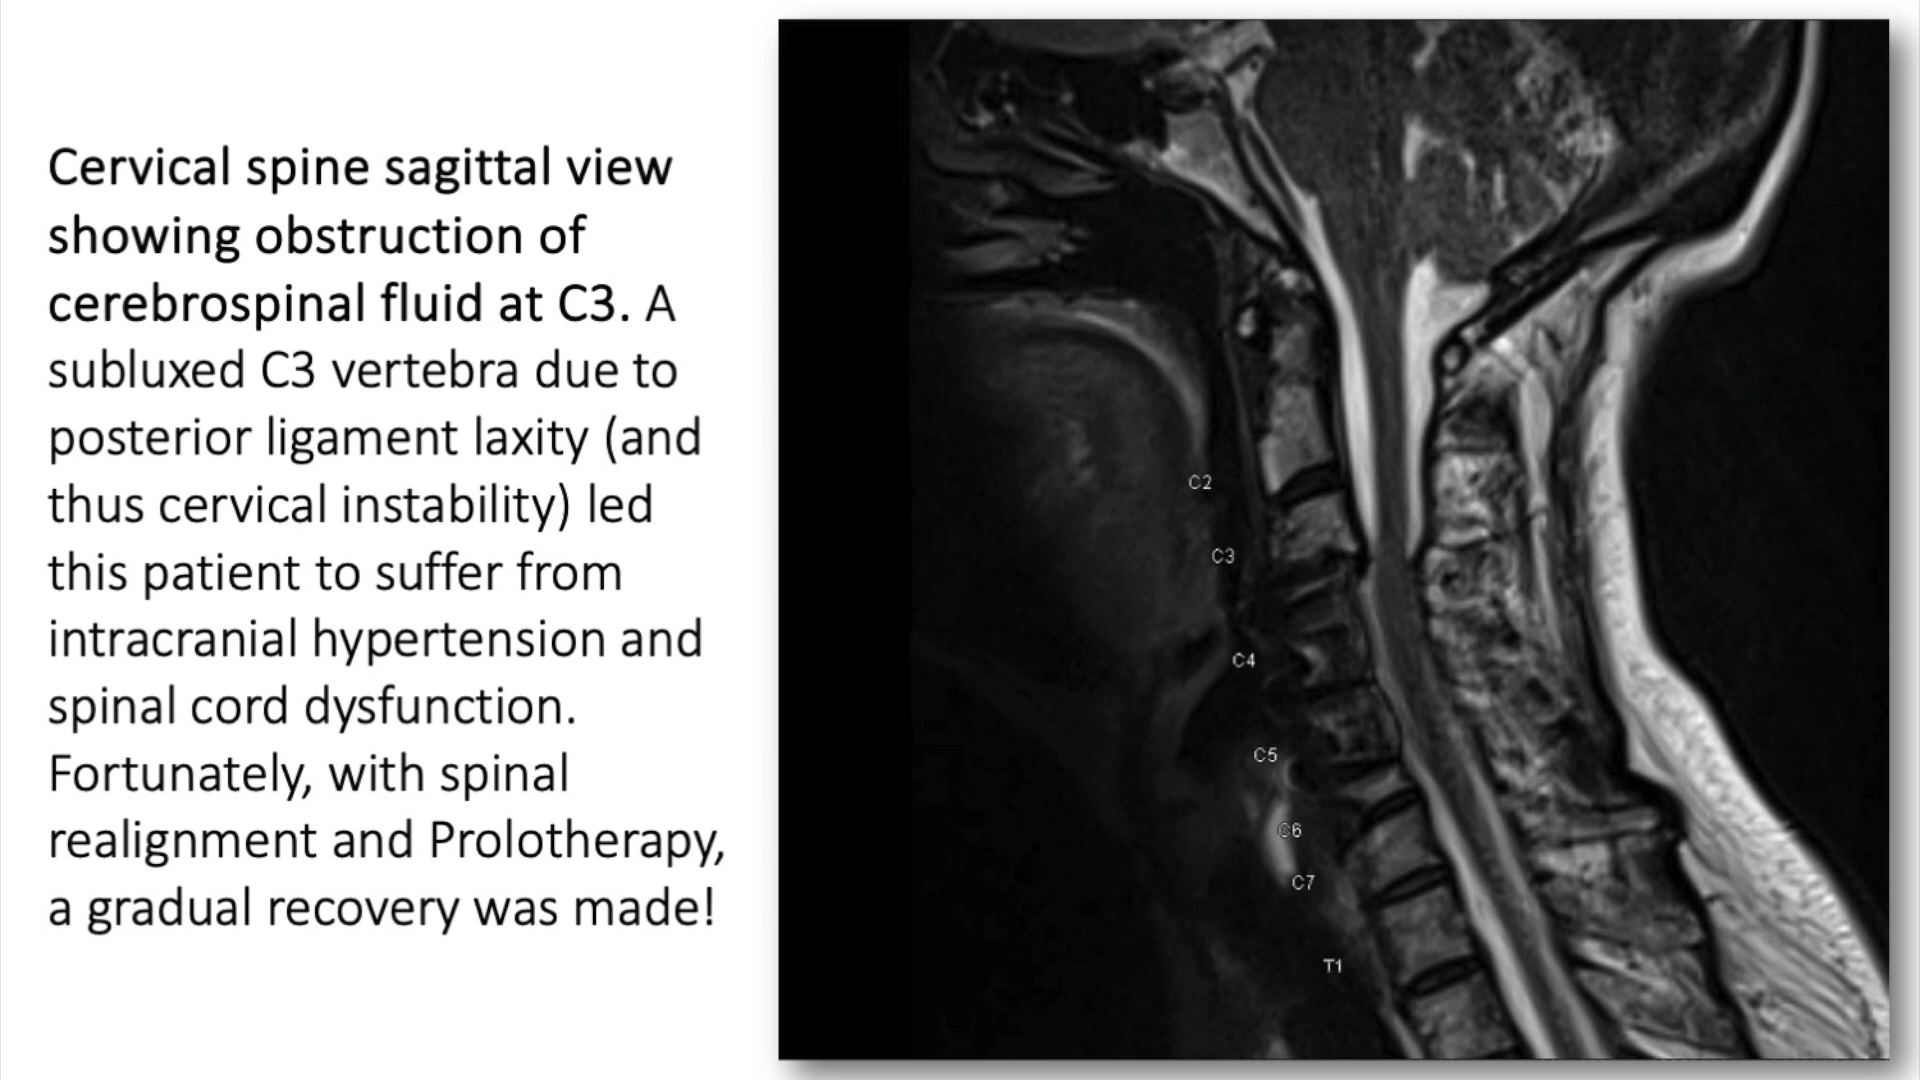 Cervical spine sagittal view
showing obstruction of
cerebrospinal fluid at C3. A
subluxed C3 vertebra due to
posterior ligament laxity (and
thus cervical instability) led
this patient to suffer from
intracranial hypertension and
spinal cord dysfunction.
Fortunately, with spinal
realignment and Prolotherapy,
a gradual recovery was made!
C2
C3
C4
C5
C6
C7
T1